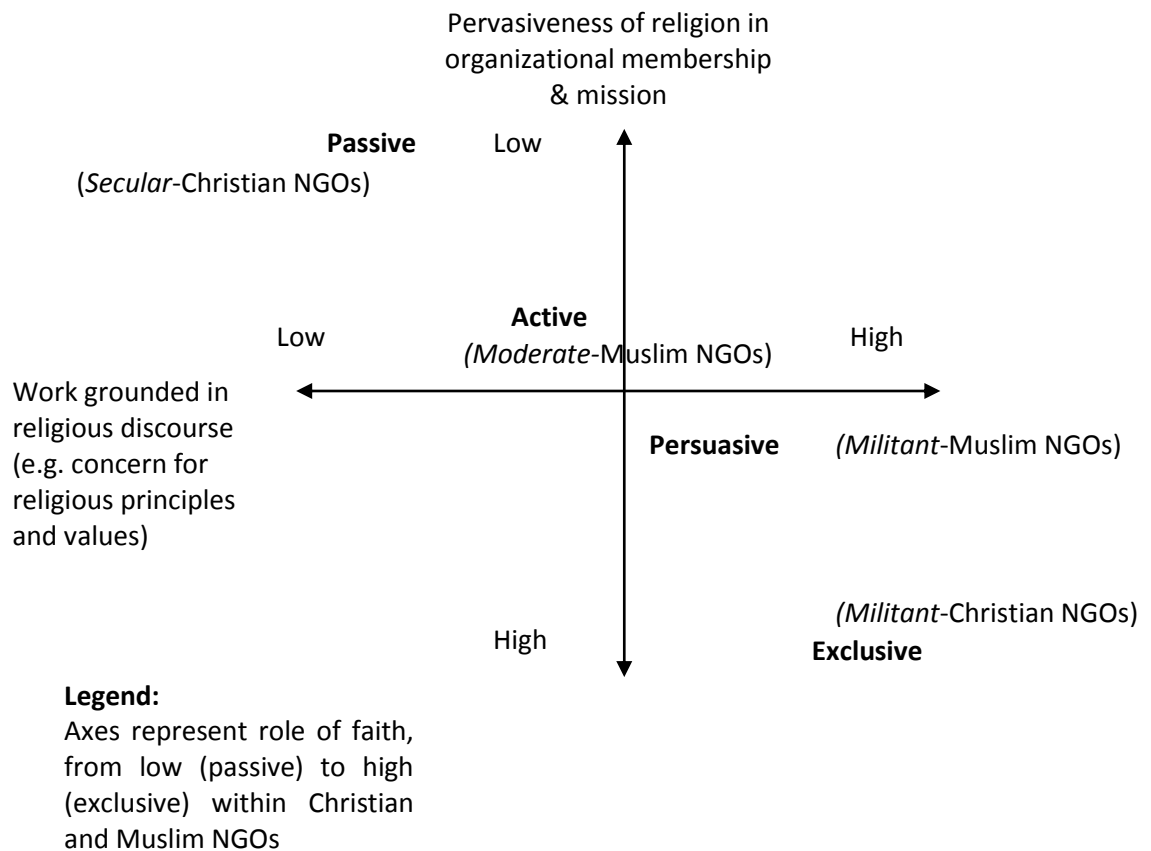 Pervasiveness of religion in
organizational membership
& mission
Passive Low
(Secular-Christian NGOs)
Active
Low High
(Moderate-Muslim NGOs)
Work grounded in
religious discourse
(e.g. concern for
religious principles
and values)
Persuasive (Militant-Muslim NGOs)
(Militant-Christian NGOs)
High
Exclusive
Legend:
Axes represent role of faith,
from low (passive) to high
(exclusive) within Christian
and Muslim NGOs